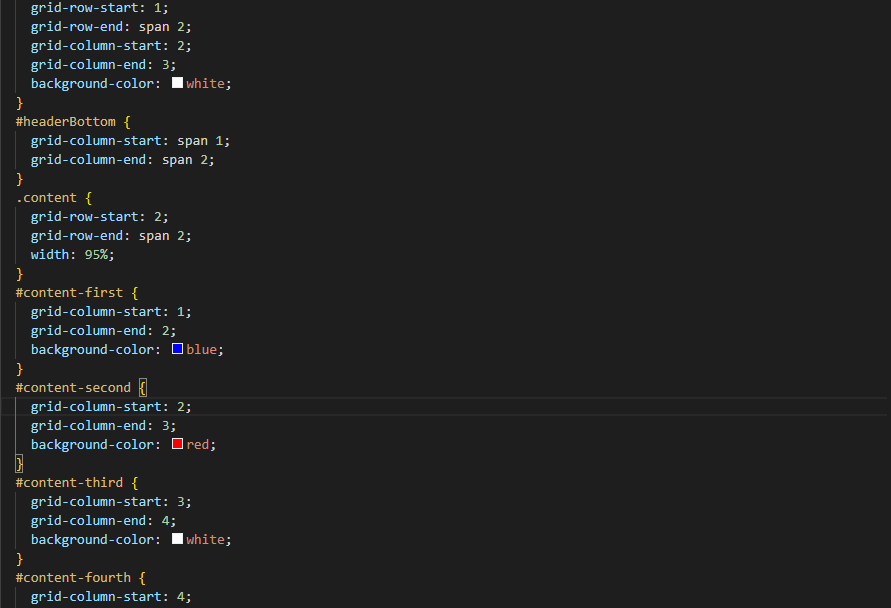 grid-row-start: 1;
grid-row-end: span 2;
grid-column-start: 2;
grid-column-end: 3;
background-color: white;
}
#headerBottom {
grid-column-start: span 1;
grid-column-end: span 2;
}
.content {
grid-row-start: 2;
grid-row-end: span 2;
width: 95%;
}
#content-first {
grid-column-start: 1;
grid-column-end: 2;
background-color: blue;
}
#content-second {
grid-column-start: 2;
grid-column-end: 3;
background-color: red;
}
#content-third {
grid-column-start: 3;
grid-column-end: 4;
background-color: white;
}
#content-fourth {
grid-column-start: 4;